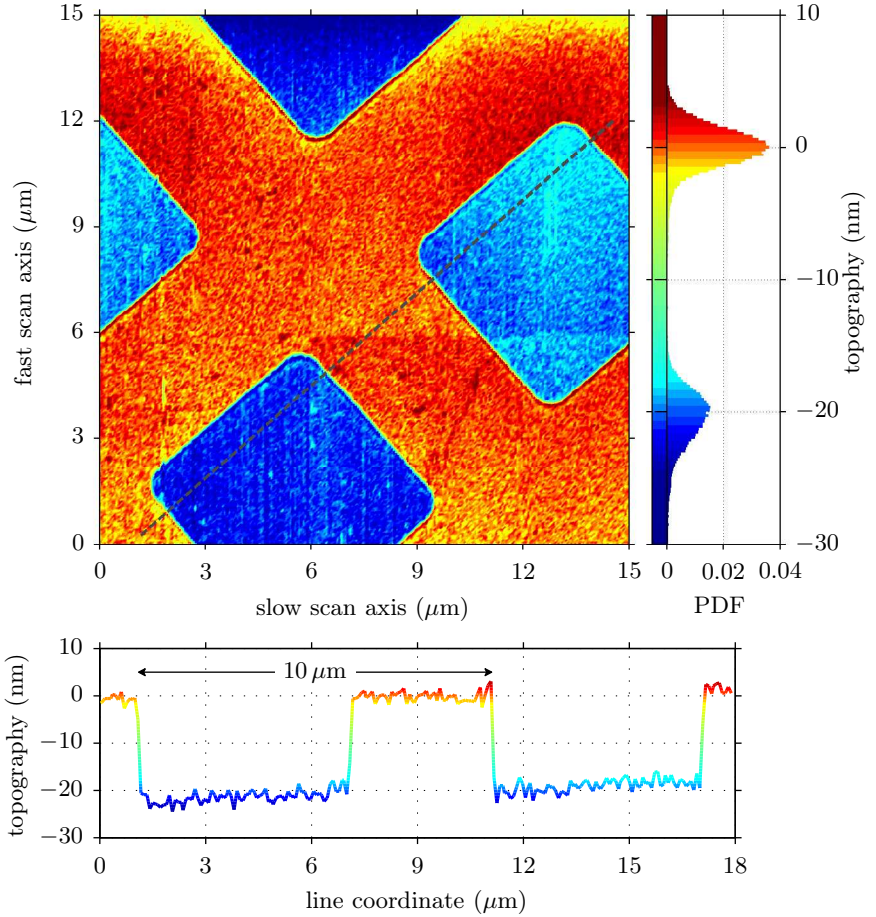 15
12
9
6
3
0
fast scan axis (μm)
0 3 6 9 12 15
slow scan axis (μm)
10
0
−10
−20
−30
topography (nm)
0 0.02 0.04
PDF
10
0
−10
−20
−30
topography (nm)
10 μm
0 3 6 9 12 15 18
line coordinate (μm)